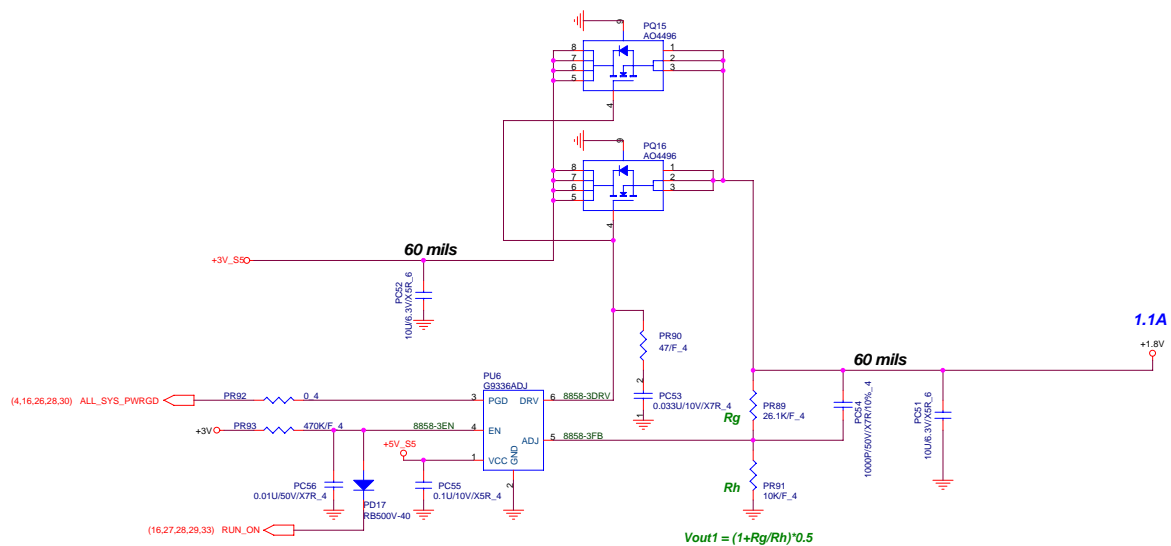 9
PQ15
AO4496
8
7
6
5
1
2
3
4
9
PQ16
AO4496
8
7
6
5
1
2
3
4
60 mils
+3V_S5
PC52
10U/6.3V/X5R_6
PR90
47/F_4
2
1
PC53
0.033U/10V/X7R_4
1.1A
+1.8V
60 mils
PU6
G9336ADJ
(4,16,26,28,30) ALL_SYS_PWRGD
PR92
0_4
3
PGD
DRV
6
8858-3DRV
+3V
PR93
470K/F_4
8858-3EN
4
EN
ADJ
5
8858-3FB
+5V_S5
1
VCC
GND
2
PC56
0.01U/50V/X7R_4
PC55
0.1U/10V/X5R_4
PD17
RB500V-40
(16,27,28,29,33) RUN_ON
Rg
PR89
26.1K/F_4
PC54
1000P/50V/X7R/10%_4
PC51
10U/6.3V/X5R_6
Rh
PR91
10K/F_4
Vout1 = (1+Rg/Rh)*0.5